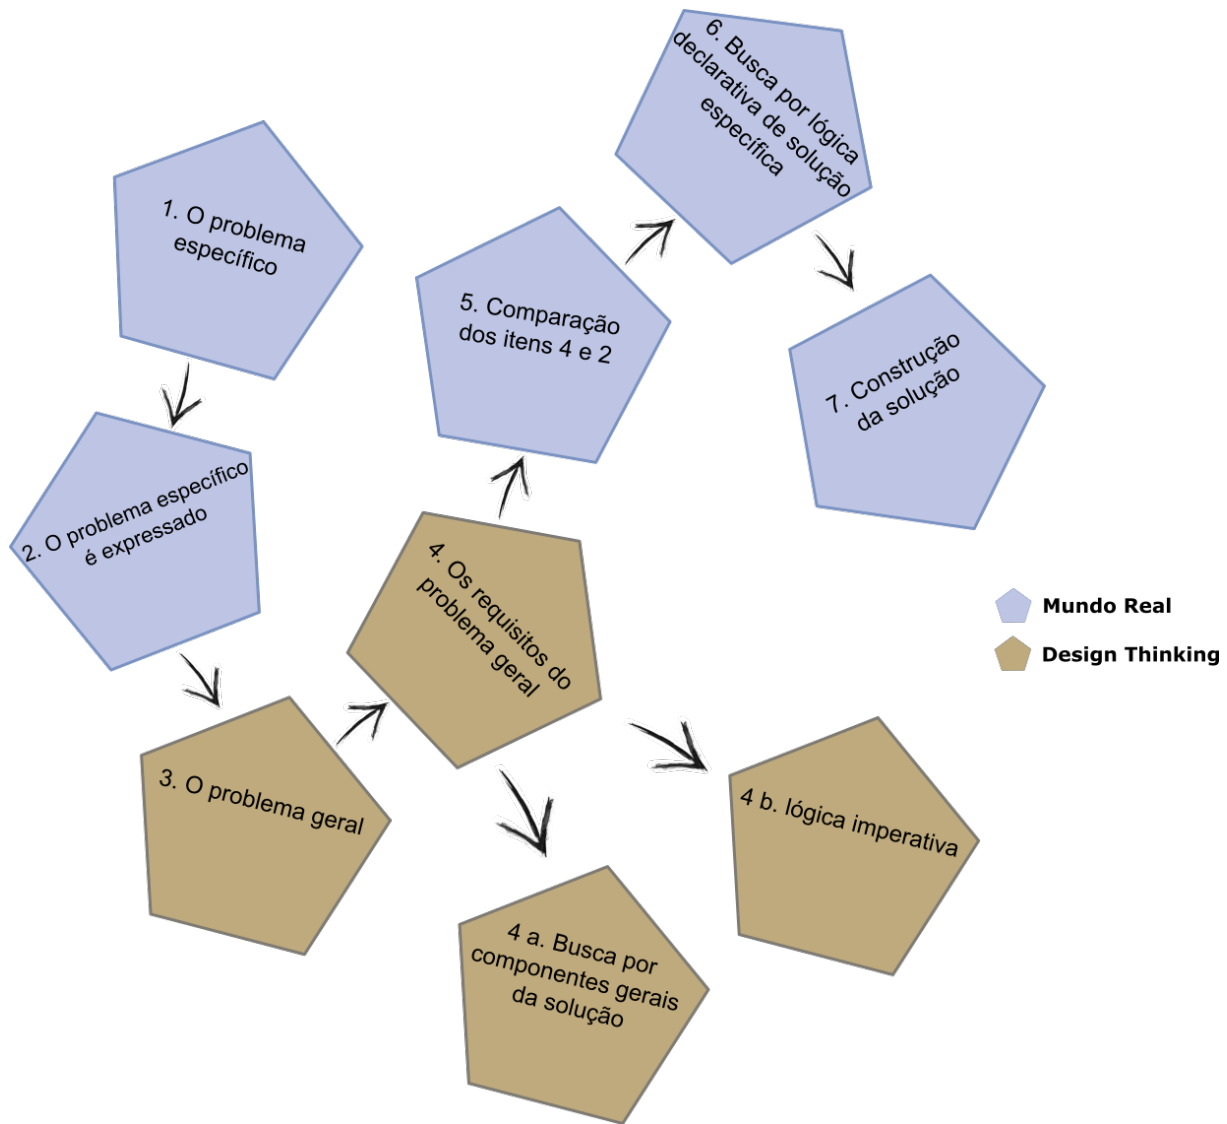 1. O problema
específico
2. O problema específico
é expressado
3. O problema geral
4. Os requisitos do
problema geral
4 a. Busca por
componentes gerais
da solução
4 b. lógica imperativa
5. Comparação
dos itens 4 e 2
6. Busca por lógica
declarativa de solução
específica
7. Construção
da solução
Mundo Real
Design Thinking